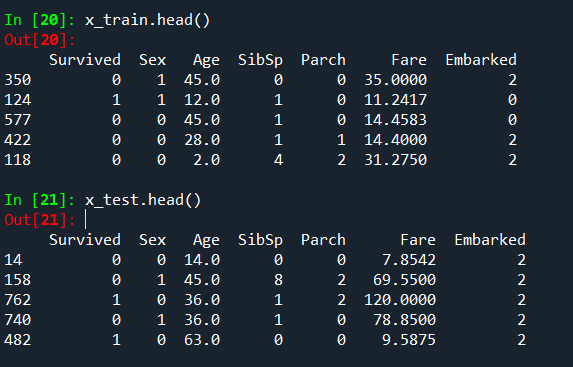 In [20]: x_train.head()
Out[20]:
     Survived  Sex   Age  SibSp  Parch     Fare  Embarked
350         0    1  45.0      0      0  35.0000         2
124         1    1  12.0      1      0  11.2417         0
577         0    0  45.0      1      0  14.4583         0
422         0    0  28.0      1      1  14.4000         2
118         0    0   2.0      4      2  31.2750         2
In [21]: x_test.head()
Out[21]:
     Survived  Sex   Age  SibSp  Parch      Fare  Embarked
14          0    0  14.0      0      0    7.8542         2
158         0    1  45.0      8      2   69.5500         2
762         1    0  36.0      1      2  120.0000         2
740         0    1  36.0      1      0   78.8500         2
482         1    0  63.0      0      0    9.5875         2